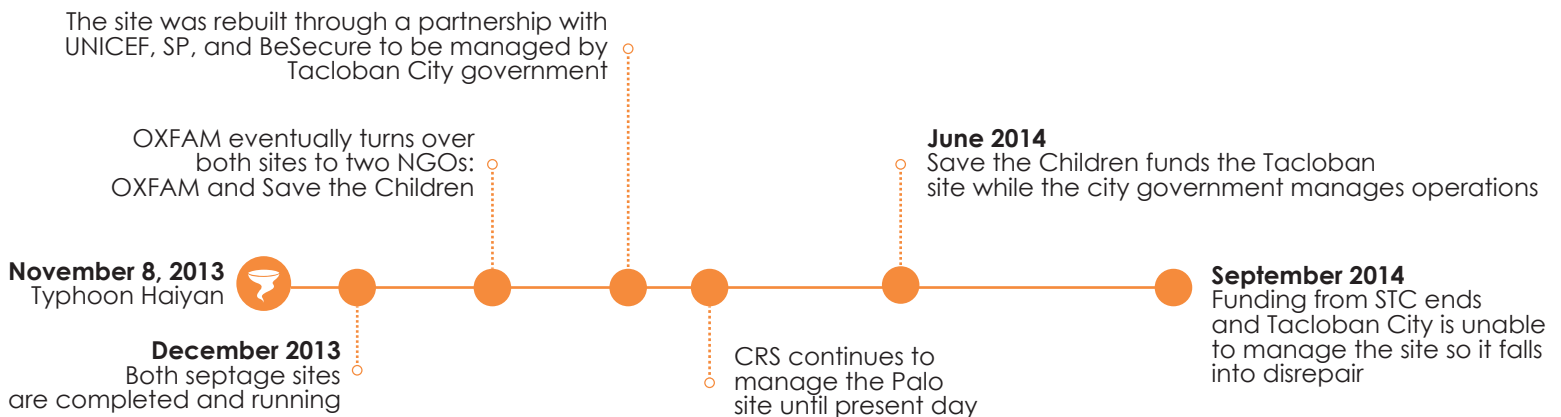 The site was rebuilt through a partnership with
UNICEF, SP, and BeSecure to be managed by
Tacloban City government
OXFAM eventually turns over
both sites to two NGOs:
OXFAM and Save the Children
June 2014
Save the Children funds the Tacloban
site while the city government manages operations
November 8, 2013
Typhoon Haiyan
September 2014
Funding from STC ends
and Tacloban City is unable
to manage the site so it falls
into disrepair
December 2013
Both septage sites
are completed and running
CRS continues to
manage the Palo
site until present day